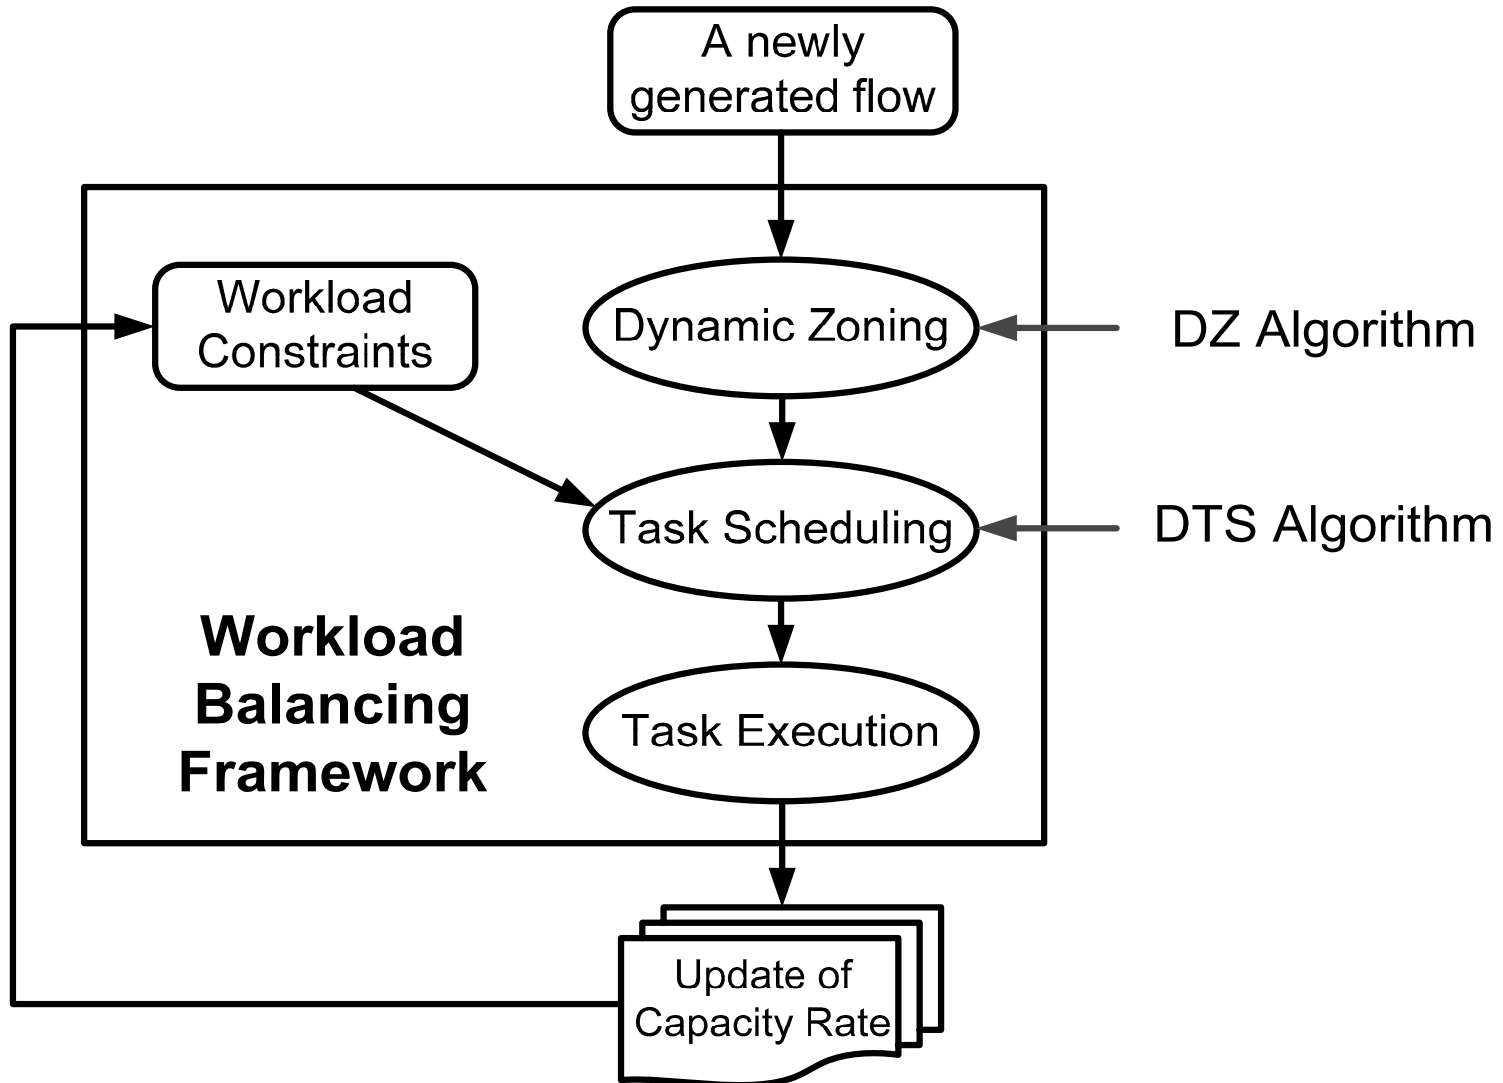 A newly
generated flow
Workload
Constraints
Dynamic Zoning
DZ Algorithm
Task Scheduling
DTS Algorithm
Workload
Balancing
Framework
Task Execution
Update of
Capacity Rate